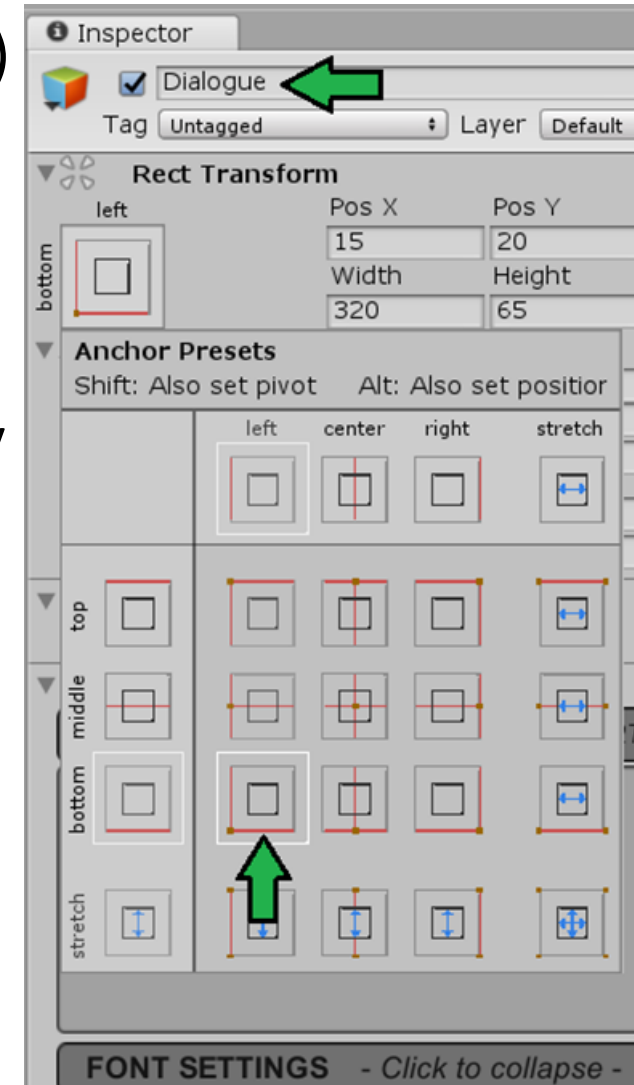 )
Inspector
Dialogue
Tag Untagged Layer Default
Rect Transform
left Pos X Pos Y
bottom 15 20
Width Height
320 65
Anchor Presets
Shift: Also set pivot Alt: Also set position
left center right stretch
top
middle
bottom
stretch
FONT SETTINGS - Click to collapse -